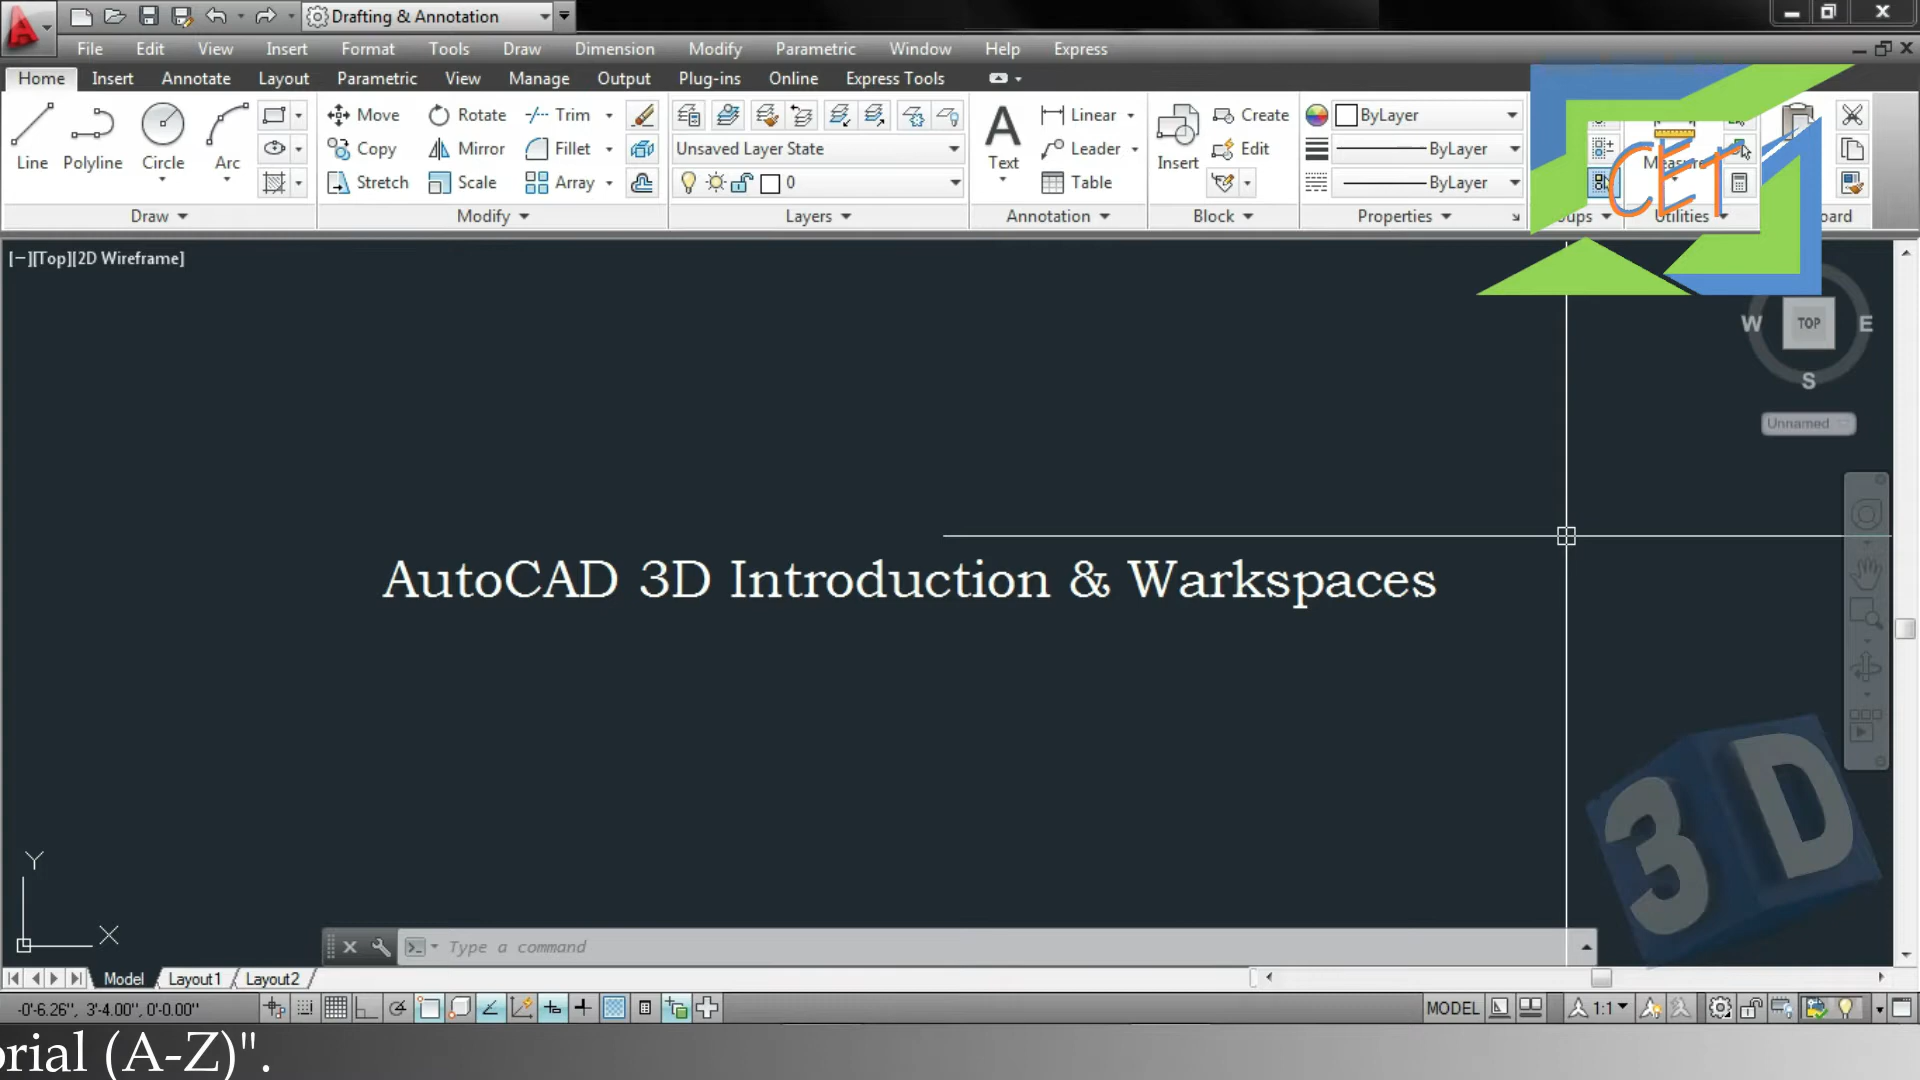 Drafting & Annotation
File Edit View Insert Format Tools Draw Dimension Modify Parametric Window Help Express
Home Insert Annotate Layout Parametric View Manage Output Plug-ins Online Express Tools
Line Polyline Circle Arc
Draw
Move Rotate Trim
Copy Mirror Fillet
Stretch Scale Array
Modify
Unsaved Layer State
0
Layers
A
Text
Linear
Leader
Table
Annotation
Insert
Create
Edit
Block
ByLayer
ByLayer
ByLayer
Properties
oups
Measure
Utilities
oard
CET
[−][Top][2D Wireframe]
W TOP E
S
Unnamed
AutoCAD 3D Introduction & Warkspaces
3D
Y
X
Type a command
Model Layout1 Layout2
-0'-6.26", 3'-4.00", 0'-0.00"
MODEL 1:1
orial (A-Z)".